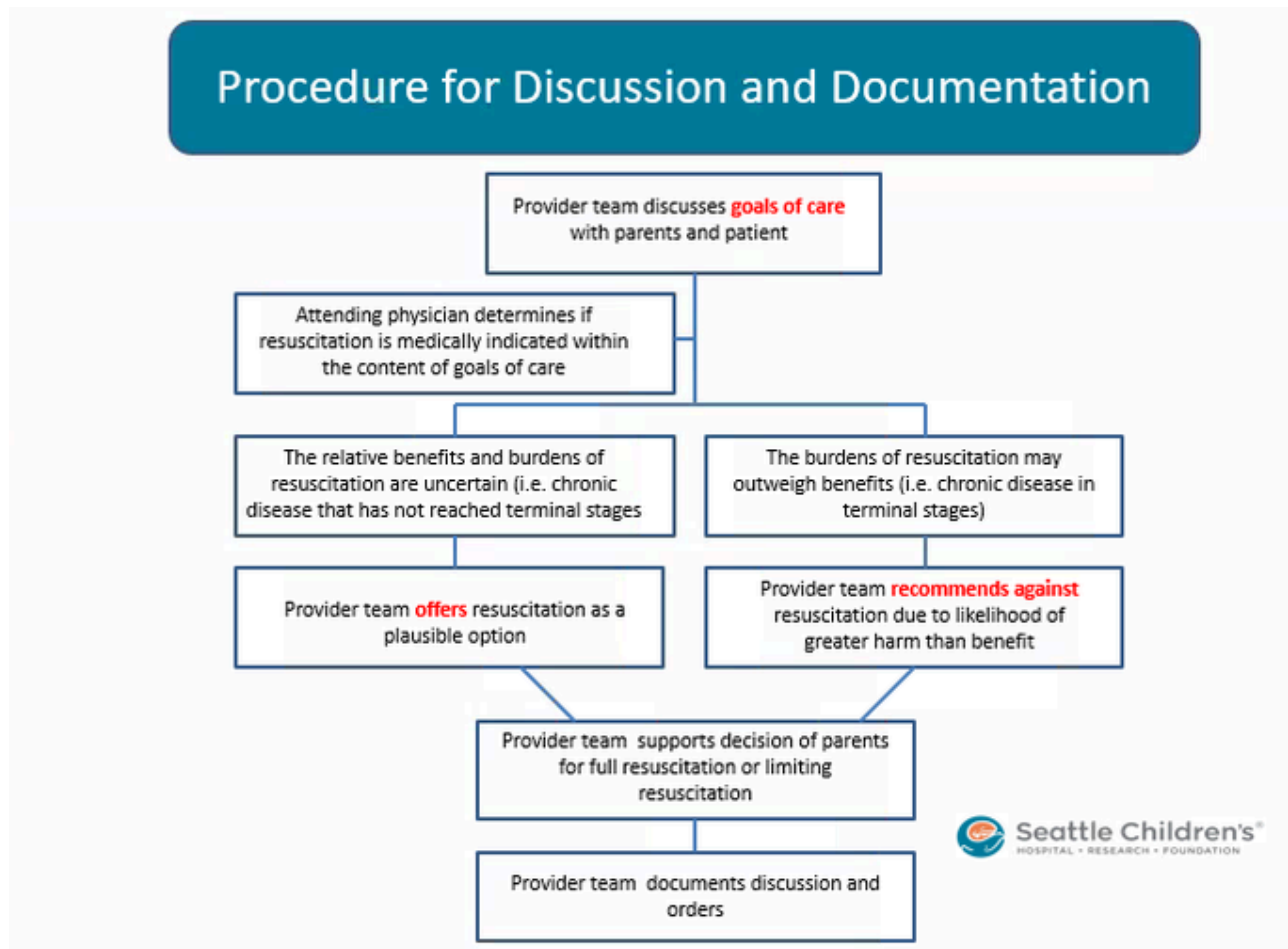 Procedure for Discussion and Documentation
Provider team discusses goals of care
with parents and patient
Attending physician determines if
resuscitation is medically indicated within
the content of goals of care
The relative benefits and burdens of
resuscitation are uncertain (i.e. chronic
disease that has not reached terminal stages
The burdens of resuscitation may
outweigh benefits (i.e. chronic disease in
terminal stages)
Provider team offers resuscitation as a
plausible option
Provider team recommends against
resuscitation due to likelihood of
greater harm than benefit
Provider team supports decision of parents
for full resuscitation or limiting
resuscitation
Seattle Children's®
HOSPITAL • RESEARCH • FOUNDATION
Provider team documents discussion and
orders